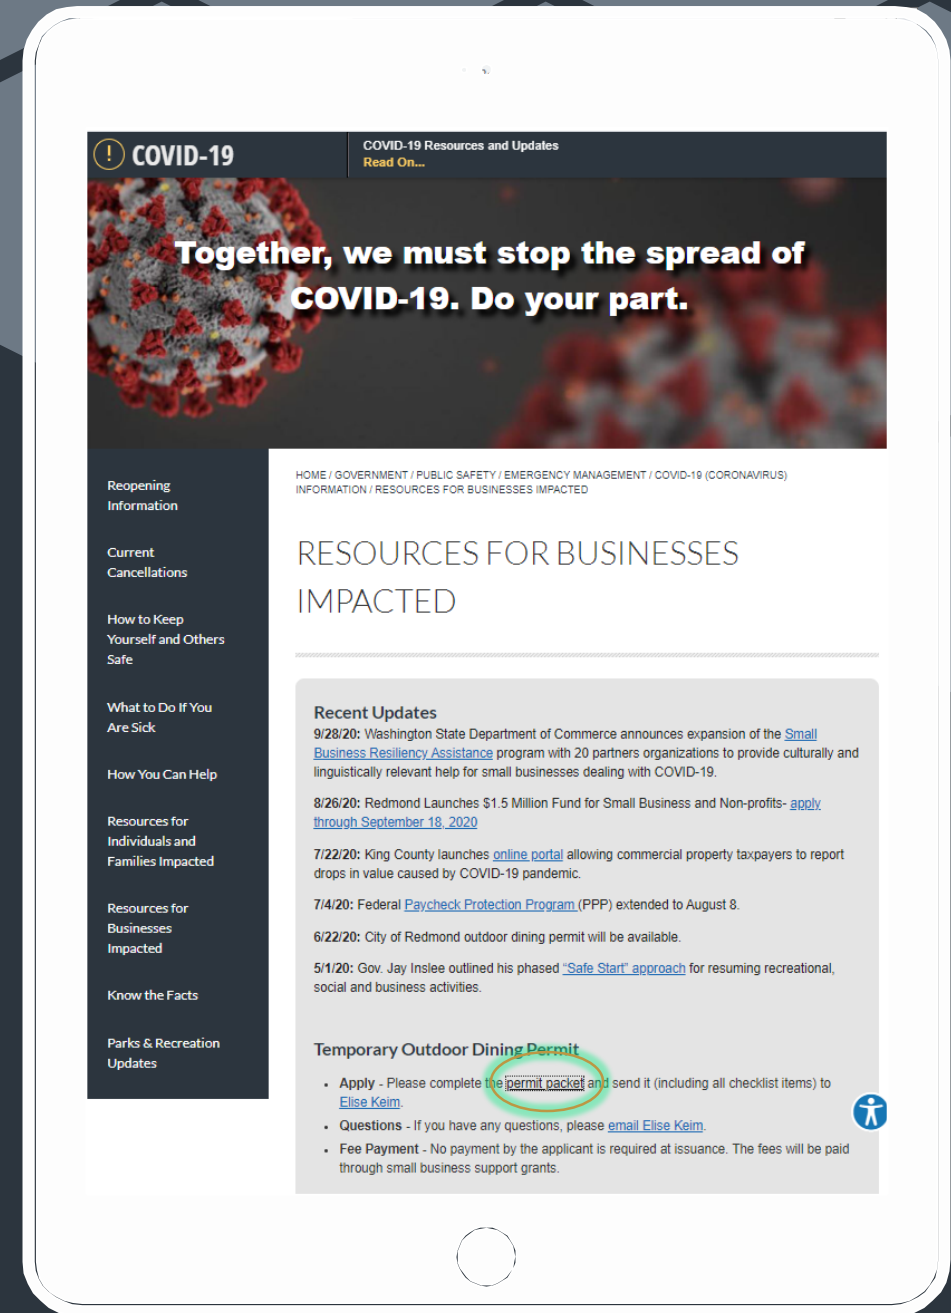 ! COVID-19
COVID-19 Resources and Updates
Read On...
Together, we must stop the spread of
COVID-19. Do your part.
Reopening
Information
Current
Cancellations
How to Keep
Yourself and Others
Safe
What to Do If You
Are Sick
How You Can Help
Resources for
Individuals and
Families Impacted
Resources for
Businesses
Impacted
Know the Facts
Parks & Recreation
Updates
HOME / GOVERNMENT / PUBLIC SAFETY / EMERGENCY MANAGEMENT / COVID-19 (CORONAVIRUS)
INFORMATION / RESOURCES FOR BUSINESSES IMPACTED
RESOURCES FOR BUSINESSES
IMPACTED
Recent Updates
9/28/20: Washington State Department of Commerce announces expansion of the Small
Business Resiliency Assistance program with 20 partners organizations to provide culturally and
linguistically relevant help for small businesses dealing with COVID-19.
8/26/20: Redmond Launches $1.5 Million Fund for Small Business and Non-profits- apply
through September 18, 2020
7/22/20: King County launches online portal allowing commercial property taxpayers to report
drops in value caused by COVID-19 pandemic.
7/4/20: Federal Paycheck Protection Program (PPP) extended to August 8.
6/22/20: City of Redmond outdoor dining permit will be available.
5/1/20: Gov. Jay Inslee outlined his phased “Safe Start” approach for resuming recreational,
social and business activities.
Temporary Outdoor Dining Permit
• Apply - Please complete the permit packet and send it (including all checklist items) to
Elise Keim.
• Questions - If you have any questions, please email Elise Keim.
• Fee Payment - No payment by the applicant is required at issuance. The fees will be paid
through small business support grants.